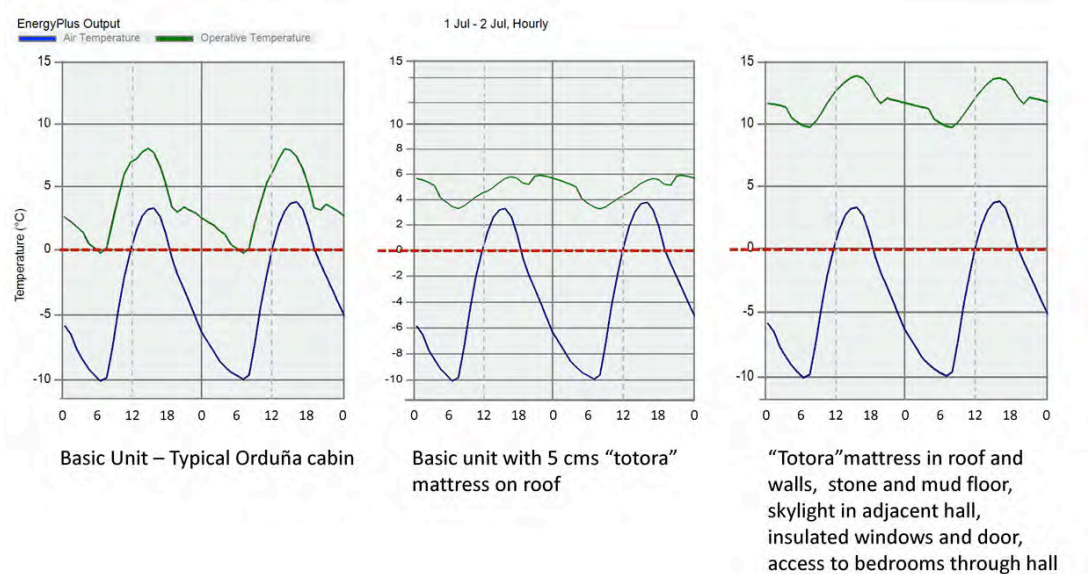 EnergyPlus Output
1 Jul - 2 Jul, Hourly
Air Temperature Operative Temperature
Temperature (°C)
15
10
5
0
-5
-10
0 6 12 18 0 6 12 18 0
15
10
8
6
4
2
0
-2
-4
-6
-8
-10
0 6 12 18 0 6 12 18 0
15
10
5
0
-5
-10
0 6 12 18 0 6 12 18 0
Basic Unit – Typical Orduña cabin
Basic unit with 5 cms “totora”
mattress on roof
“Totora”mattress in roof and
walls, stone and mud floor,
skylight in adjacent hall,
insulated windows and door,
access to bedrooms through hall